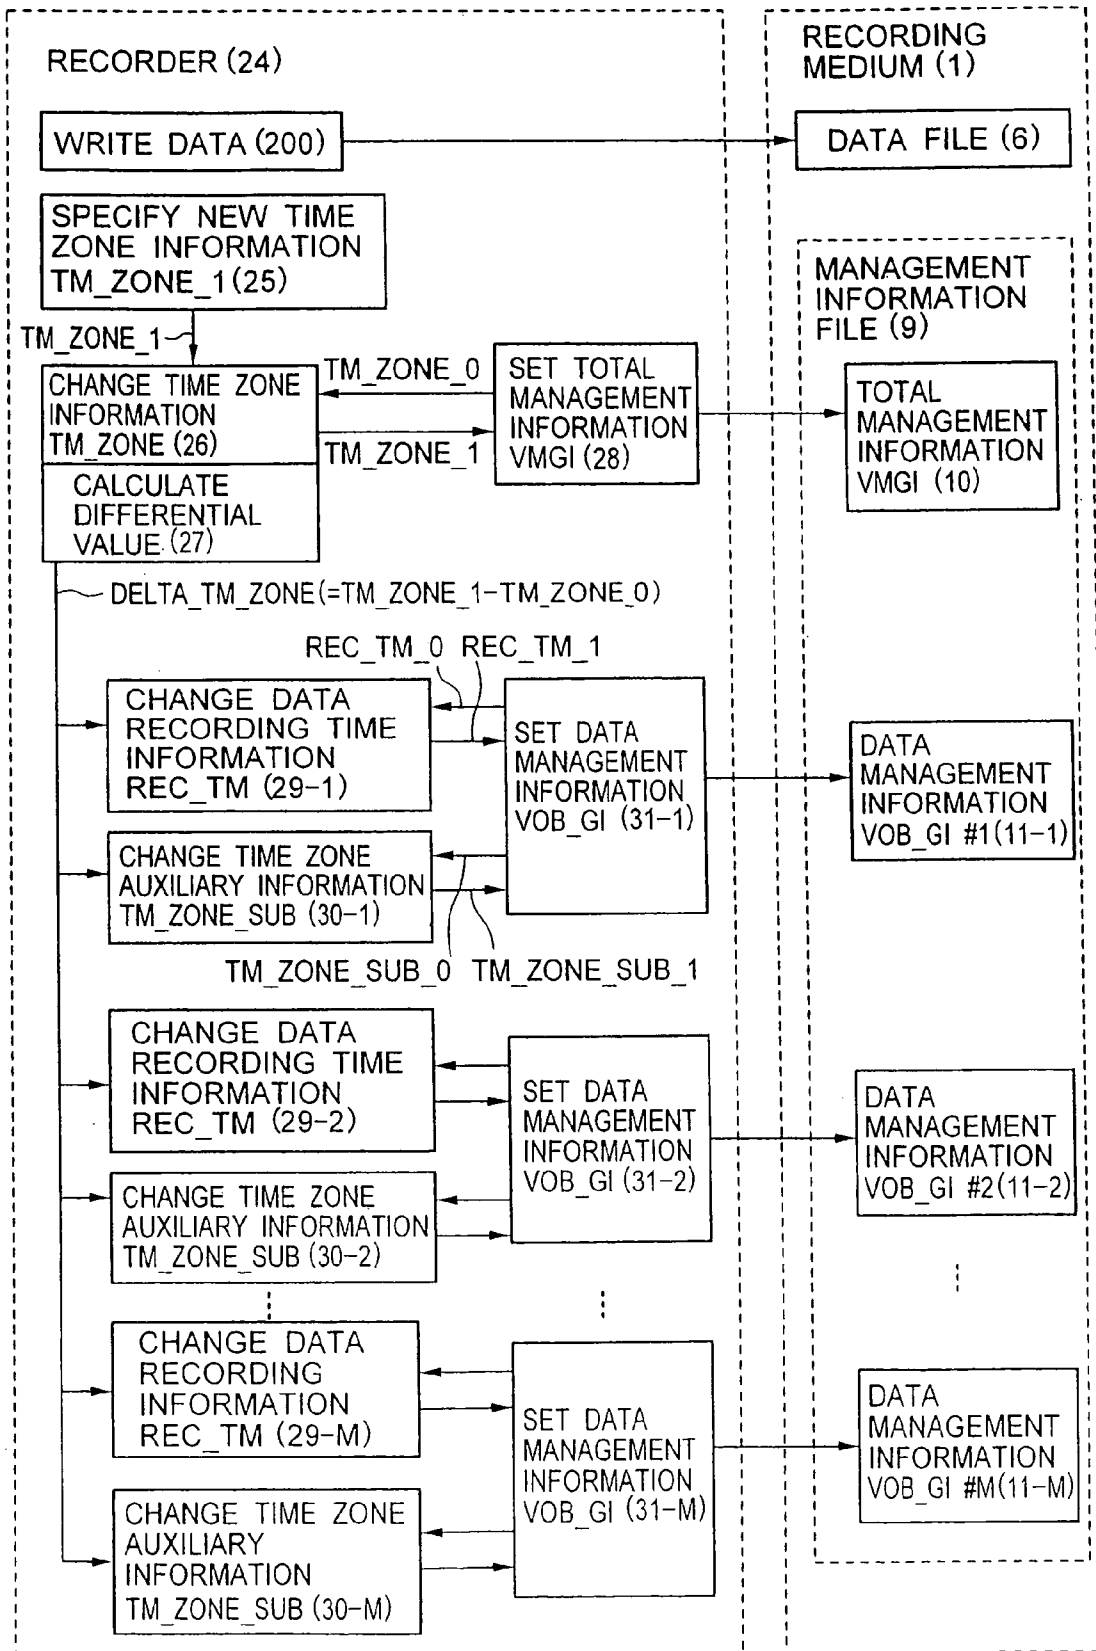 RECORDER (24)
RECORDING
MEDIUM (1)
WRITE DATA (200)
DATA FILE (6)
SPECIFY NEW TIME
ZONE INFORMATION
TM_ZONE_1(25)
MANAGEMENT
INFORMATION
FILE (9)
TM_ZONE_1
CHANGE TIME ZONE
INFORMATION
TM_ZONE (26)
TM_ZONE_0
TM_ZONE_1
SET TOTAL
MANAGEMENT
INFORMATION
VMGI (28)
TOTAL
MANAGEMENT
INFORMATION
VMGI (10)
CALCULATE
DIFFERENTIAL
VALUE (27)
DELTA_TM_ZONE(=TM_ZONE_1-TM_ZONE_0)
REC_TM_0 REC_TM_1
CHANGE DATA
RECORDING TIME
INFORMATION
REC_TM (29-1)
SET DATA
MANAGEMENT
INFORMATION
VOB_GI (31-1)
DATA
MANAGEMENT
INFORMATION
VOB_GI #1(11-1)
CHANGE TIME ZONE
AUXILIARY INFORMATION
TM_ZONE_SUB (30-1)
TM_ZONE_SUB_0 TM_ZONE_SUB_1
CHANGE DATA
RECORDING TIME
INFORMATION
REC_TM (29-2)
SET DATA
MANAGEMENT
INFORMATION
VOB_GI (31-2)
DATA
MANAGEMENT
INFORMATION
VOB_GI #2(11-2)
CHANGE TIME ZONE
AUXILIARY INFORMATION
TM_ZONE_SUB (30-2)
CHANGE DATA
RECORDING
INFORMATION
REC_TM (29-M)
SET DATA
MANAGEMENT
INFORMATION
VOB_GI (31-M)
DATA
MANAGEMENT
INFORMATION
VOB_GI #M(11-M)
CHANGE TIME ZONE
AUXILIARY
INFORMATION
TM_ZONE_SUB (30-M)